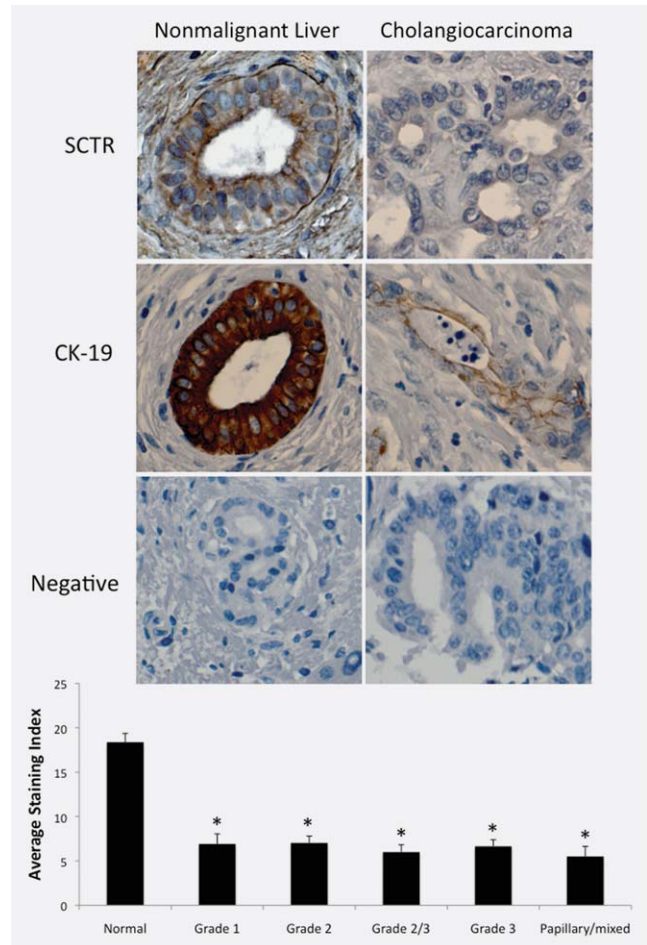 Nonmalignant Liver Cholangiocarcinoma
SCTR
CK-19
Negative
25
20
15
10
5
0
Average Staining Index
* * * * *
Normal Grade 1 Grade 2 Grade 2/3 Grade 3 Papillary/mixed